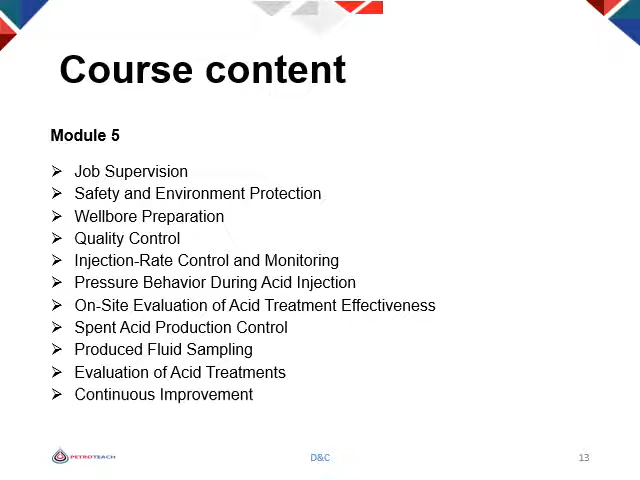 Course content
Module 5
➢ Job Supervision
➢ Safety and Environment Protection
➢ Wellbore Preparation
➢ Quality Control
➢ Injection-Rate Control and Monitoring
➢ Pressure Behavior During Acid Injection
➢ On-Site Evaluation of Acid Treatment Effectiveness
➢ Spent Acid Production Control
➢ Produced Fluid Sampling
➢ Evaluation of Acid Treatments
➢ Continuous Improvement
PETROTEACH D&C 13